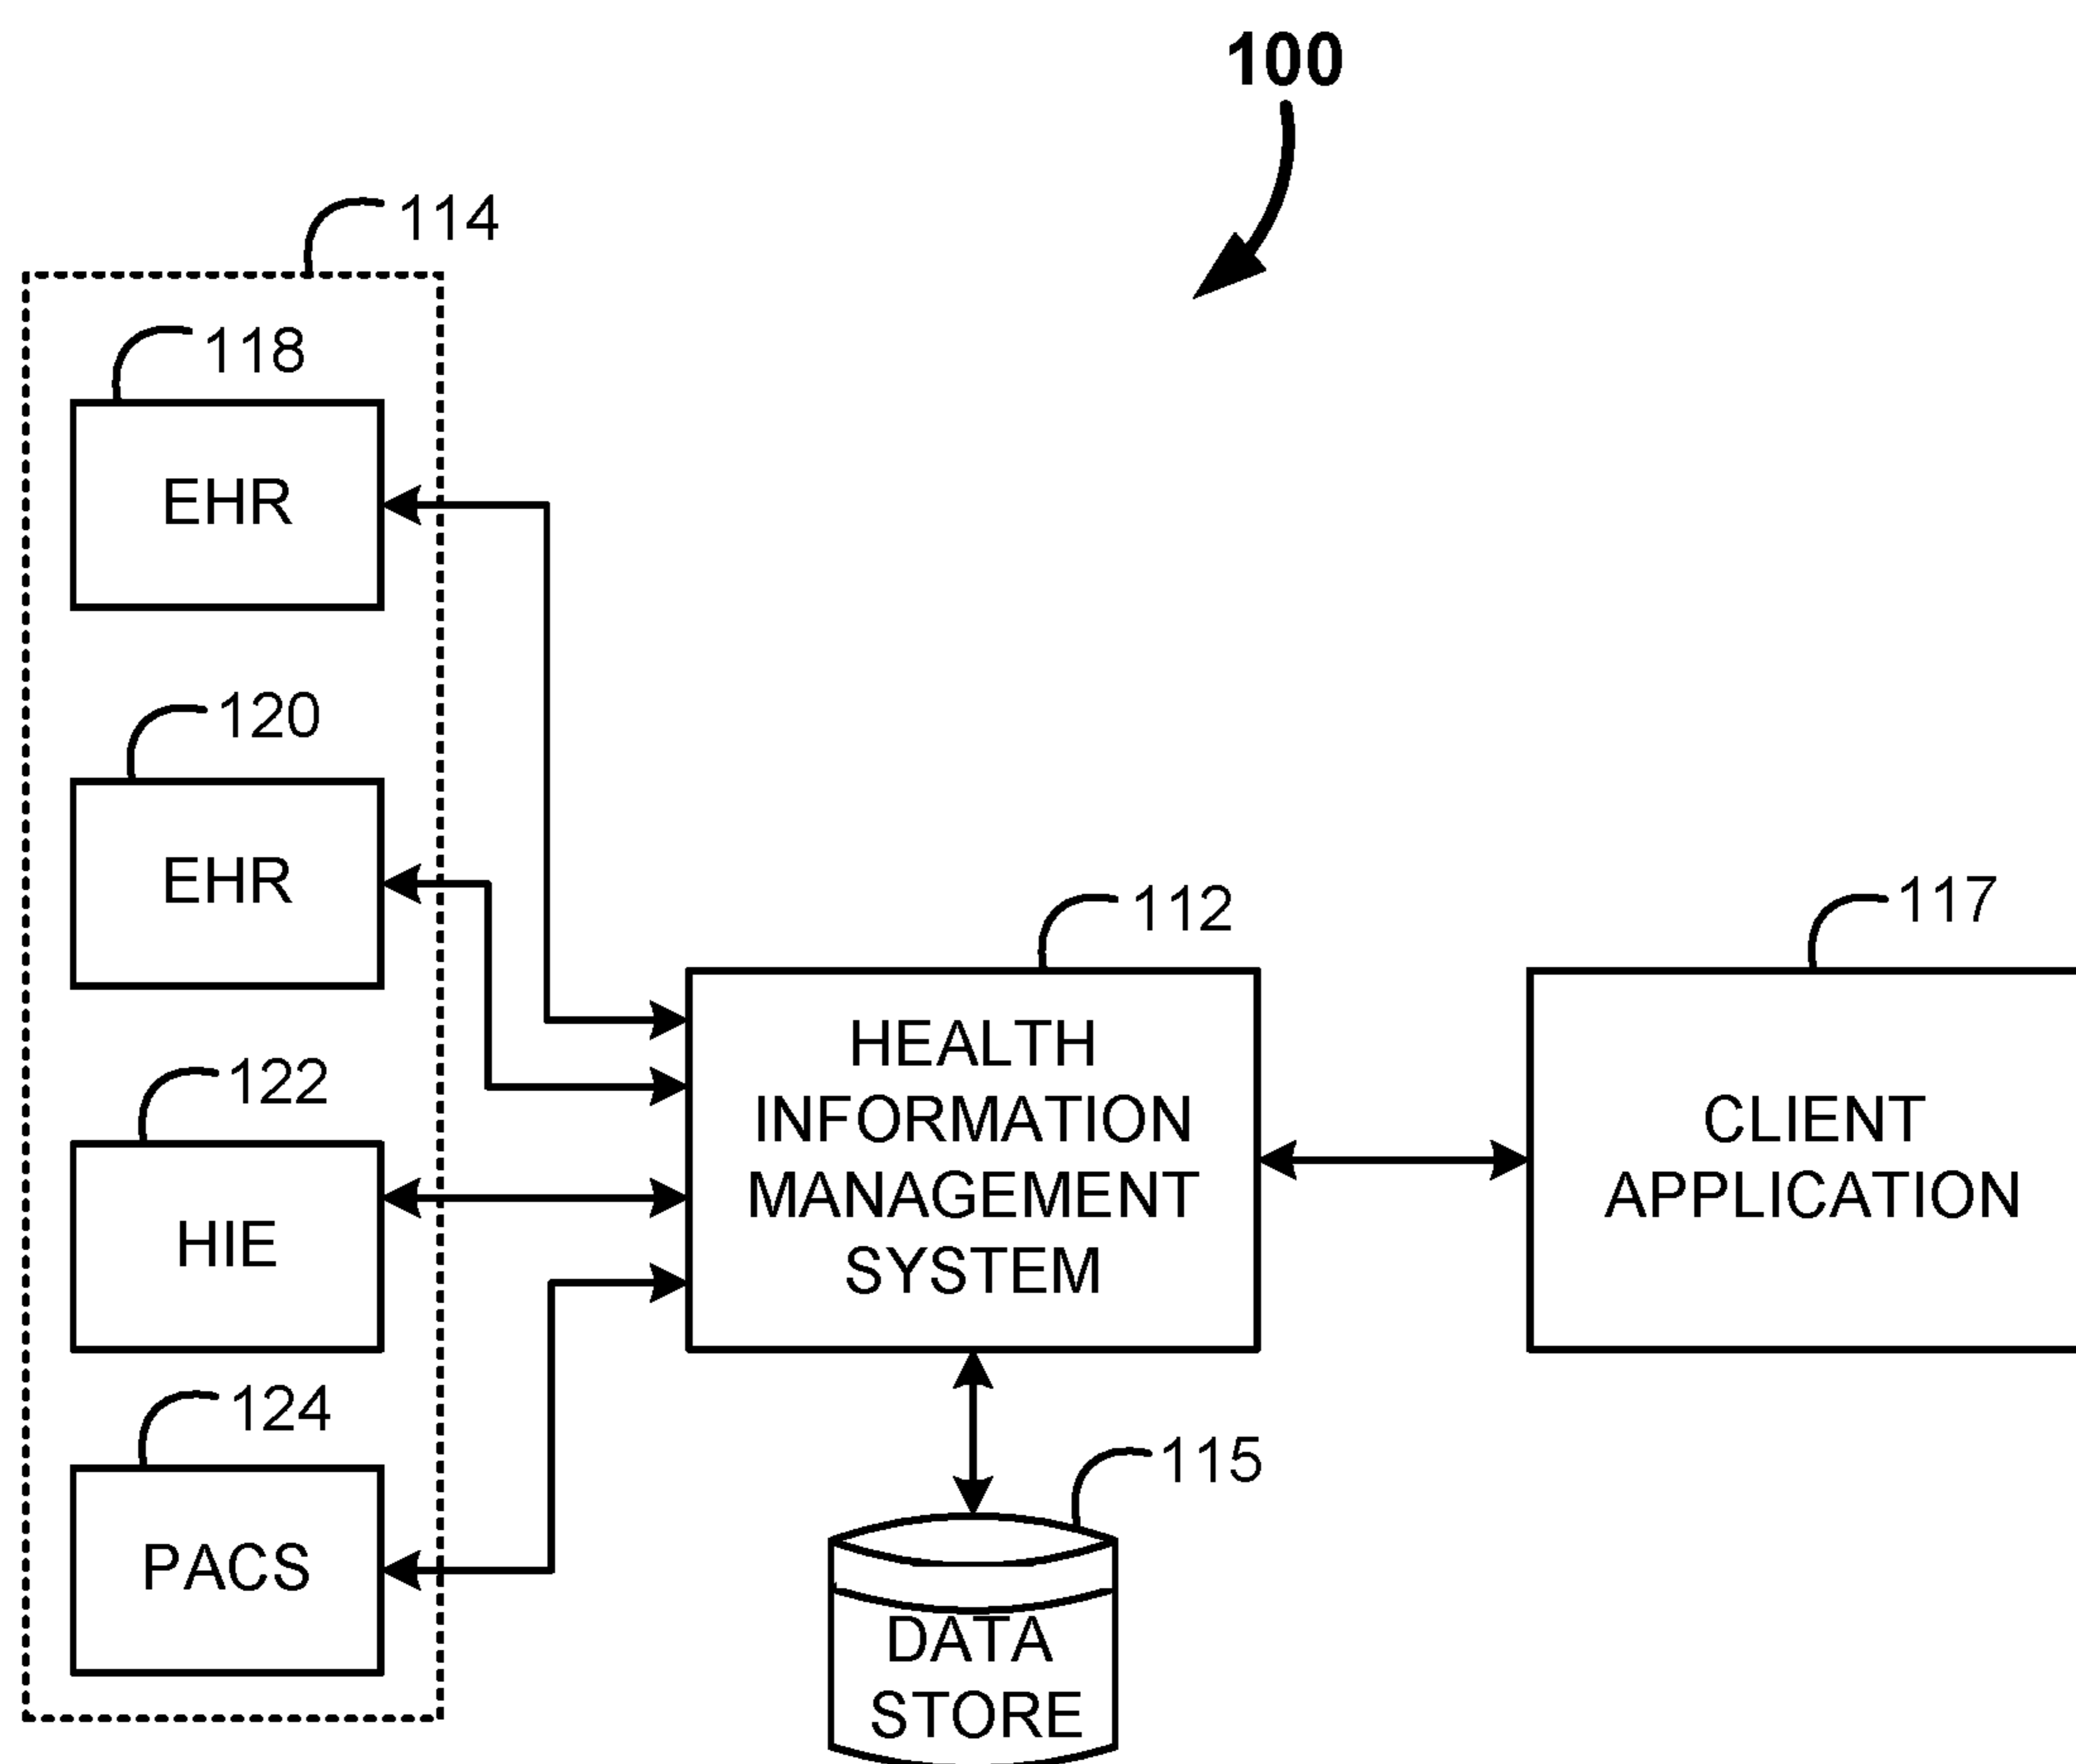 100
114
118
EHR
120
EHR
122
HIE
124
PACS
112
HEALTH
INFORMATION
MANAGEMENT
SYSTEM
117
CLIENT
APPLICATION
115
DATA
STORE